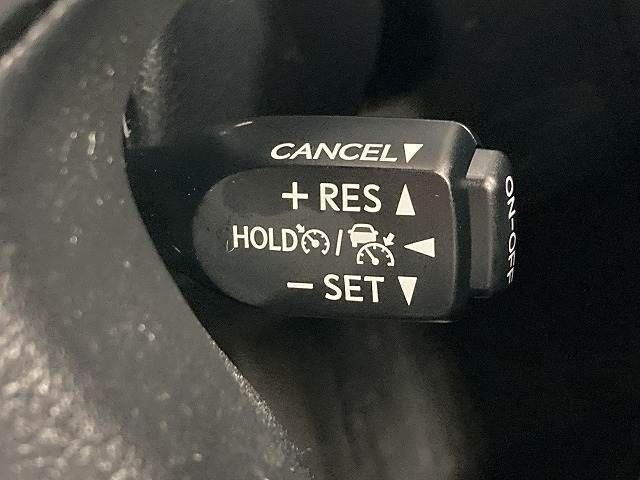 CANCEL▼
+ RES ▲
HOLD / ◀
− SET ▼
ON-OFF